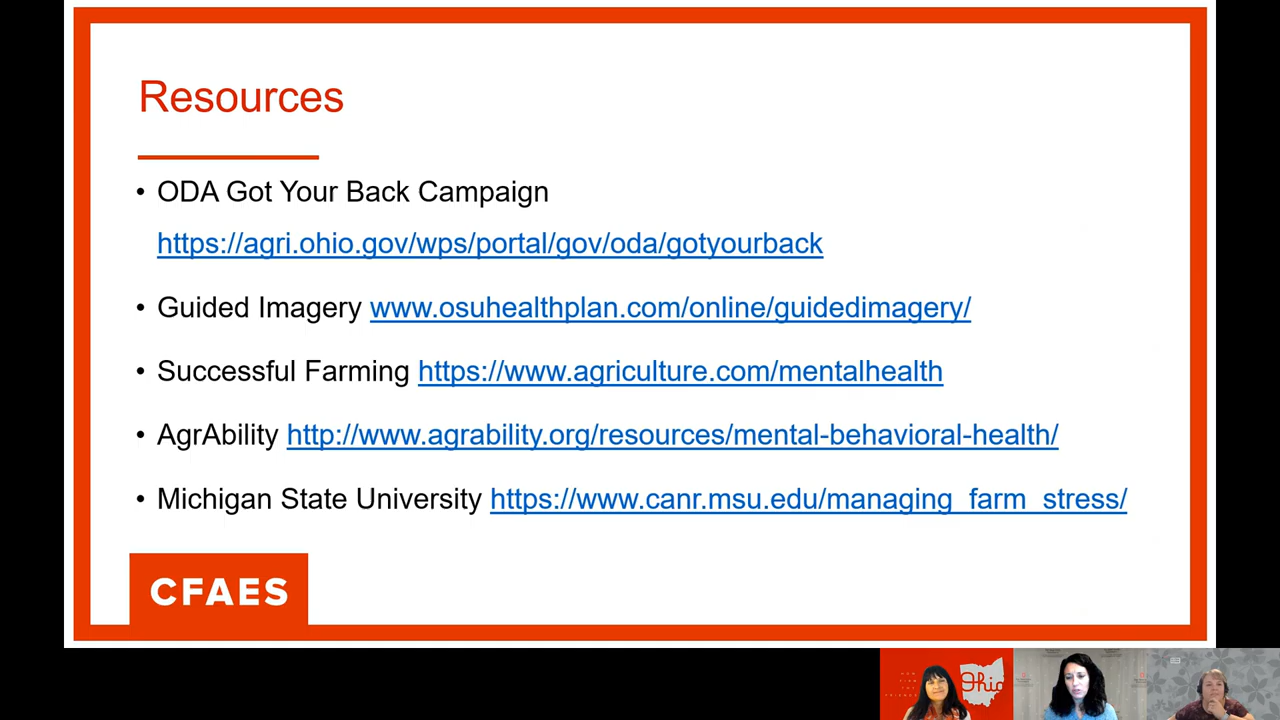 Resources
• ODA Got Your Back Campaign
https://agri.ohio.gov/wps/portal/gov/oda/gotyourback
• Guided Imagery www.osuhealthplan.com/online/guidedimagery/
• Successful Farming https://www.agriculture.com/mentalhealth
• AgrAbility http://www.agrability.org/resources/mental-behavioral-health/
• Michigan State University https://www.canr.msu.edu/managing_farm_stress/
CFAES
Ohio